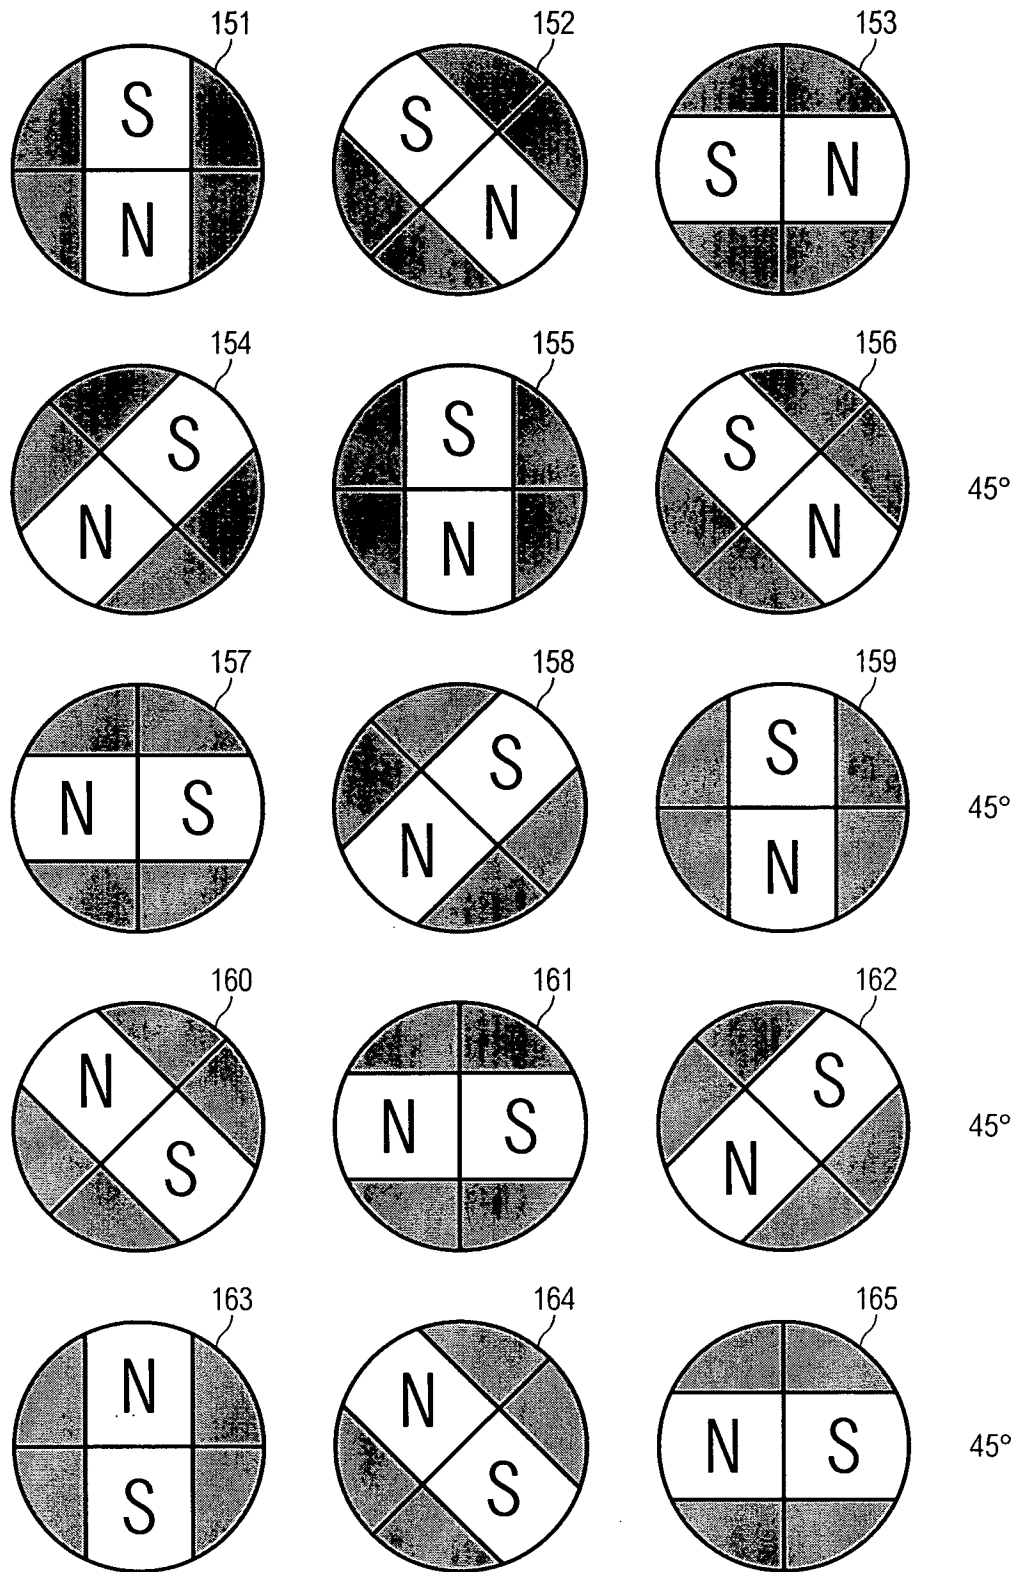 151 152 153
S S S N
N N
154 155 156
S S S
N N N 45°
157 158 159
N S S S
N N 45°
160 161 162
N N S S
S N 45°
163 164 165
N N N S
S S 45°